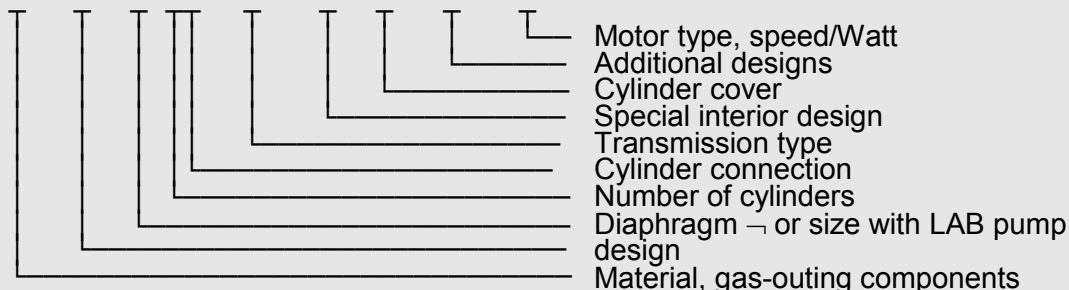 Motor type, speed/Watt
Additional designs
Cylinder cover
Special interior design
Transmission type
Cylinder connection
Number of cylinders
Diaphragm ¬ or size with LAB pump
design
Material, gas-outing components